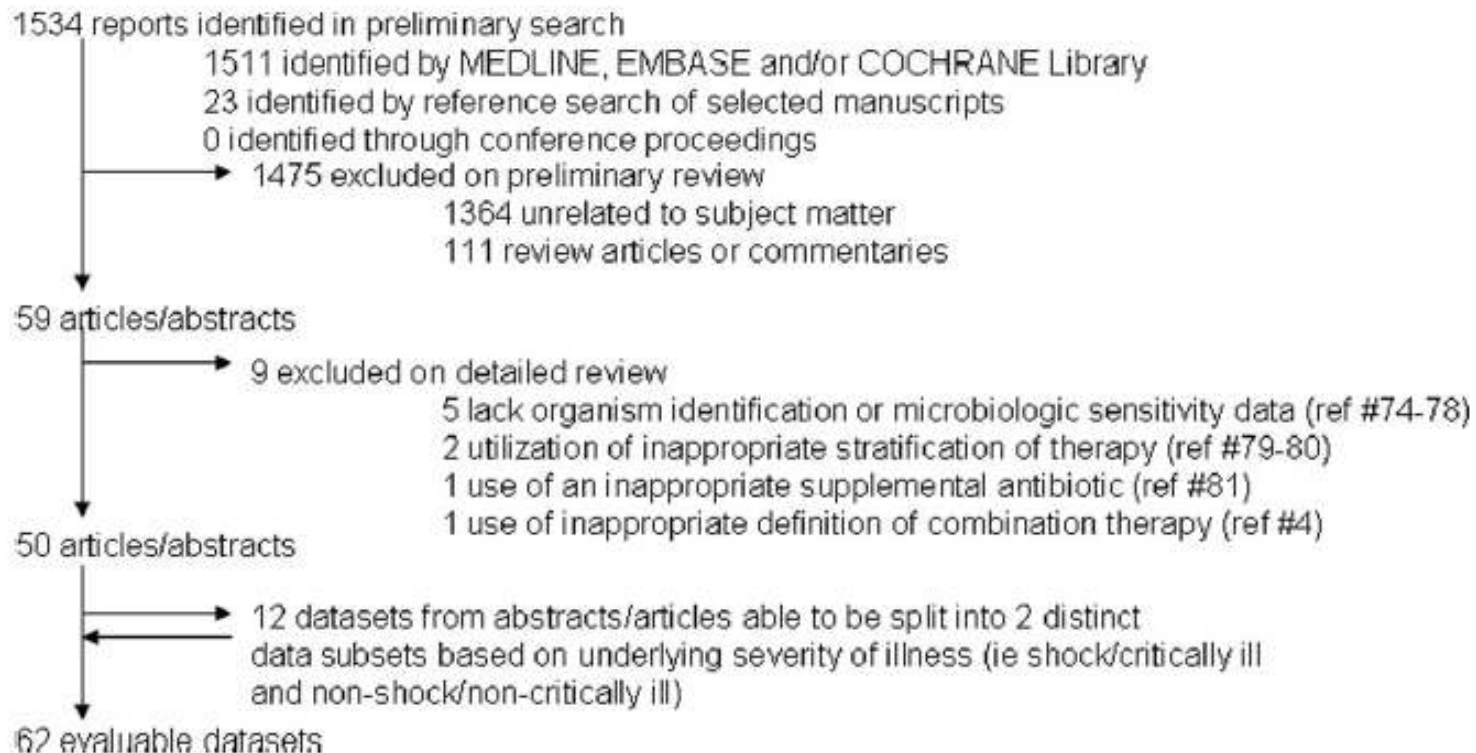 1534 reports identified in preliminary search
1511 identified by MEDLINE, EMBASE and/or COCHRANE Library
23 identified by reference search of selected manuscripts
0 identified through conference proceedings
1475 excluded on preliminary review
1364 unrelated to subject matter
111 review articles or commentaries
59 articles/abstracts
9 excluded on detailed review
5 lack organism identification or microbiologic sensitivity data (ref #74-78)
2 utilization of inappropriate stratification of therapy (ref #79-80)
1 use of an inappropriate supplemental antibiotic (ref #81)
1 use of inappropriate definition of combination therapy (ref #4)
50 articles/abstracts
12 datasets from abstracts/articles able to be split into 2 distinct
data subsets based on underlying severity of illness (ie shock/critically ill
and non-shock/non-critically ill)
62 evaluable datasets